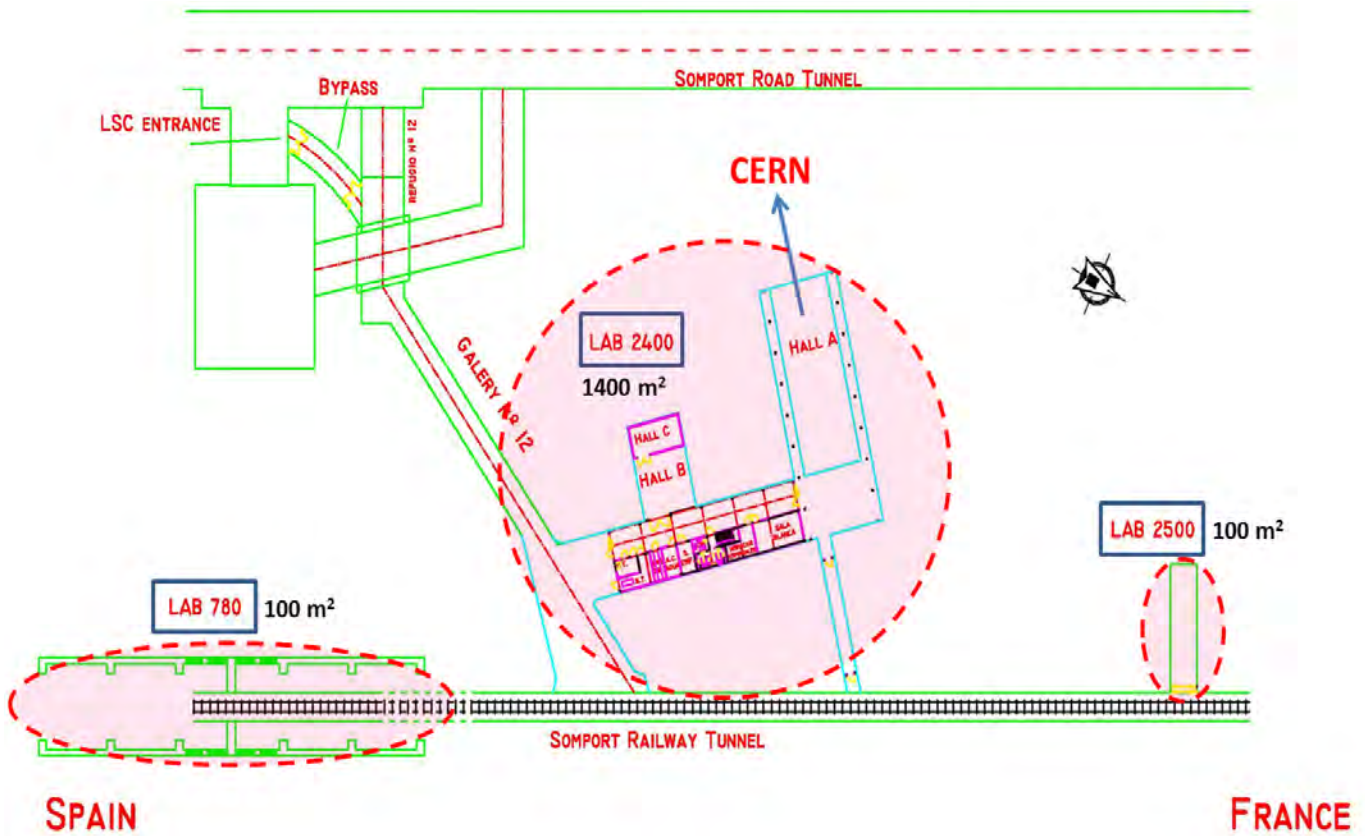 SOMPORT ROAD TUNNEL
BYPASS
LSC ENTRANCE
REFUGIO Nº 12
CERN
LAB 2400
1400 m²
HALL A
GALERY Nº 12
HALL C
HALL B
SALA
BLANCA
LAB 2500
100 m²
LAB 780
100 m²
SOMPORT RAILWAY TUNNEL
SPAIN
FRANCE